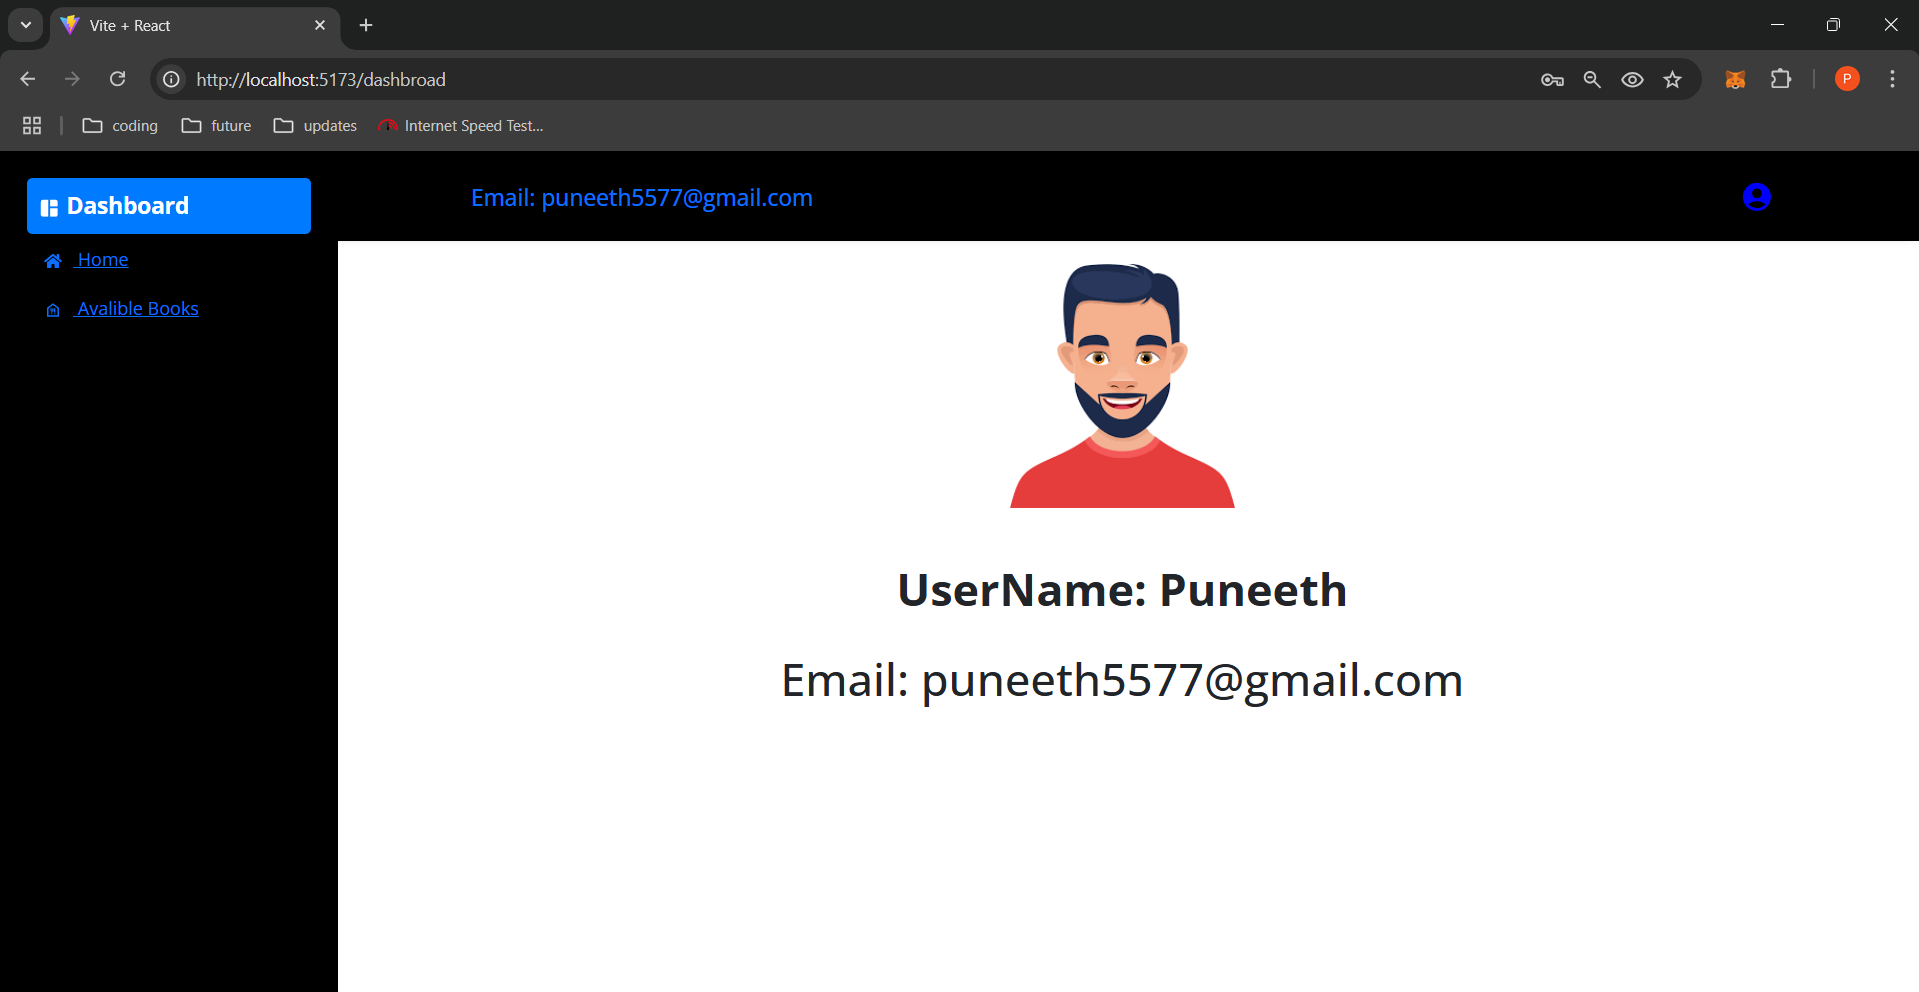 Vite + React
http://localhost:5173/dashbroad
P
coding
future
updates
Internet Speed Test...
Dashboard
Email: puneeth5577@gmail.com
Home
Avalible Books
UserName: Puneeth
Email: puneeth5577@gmail.com